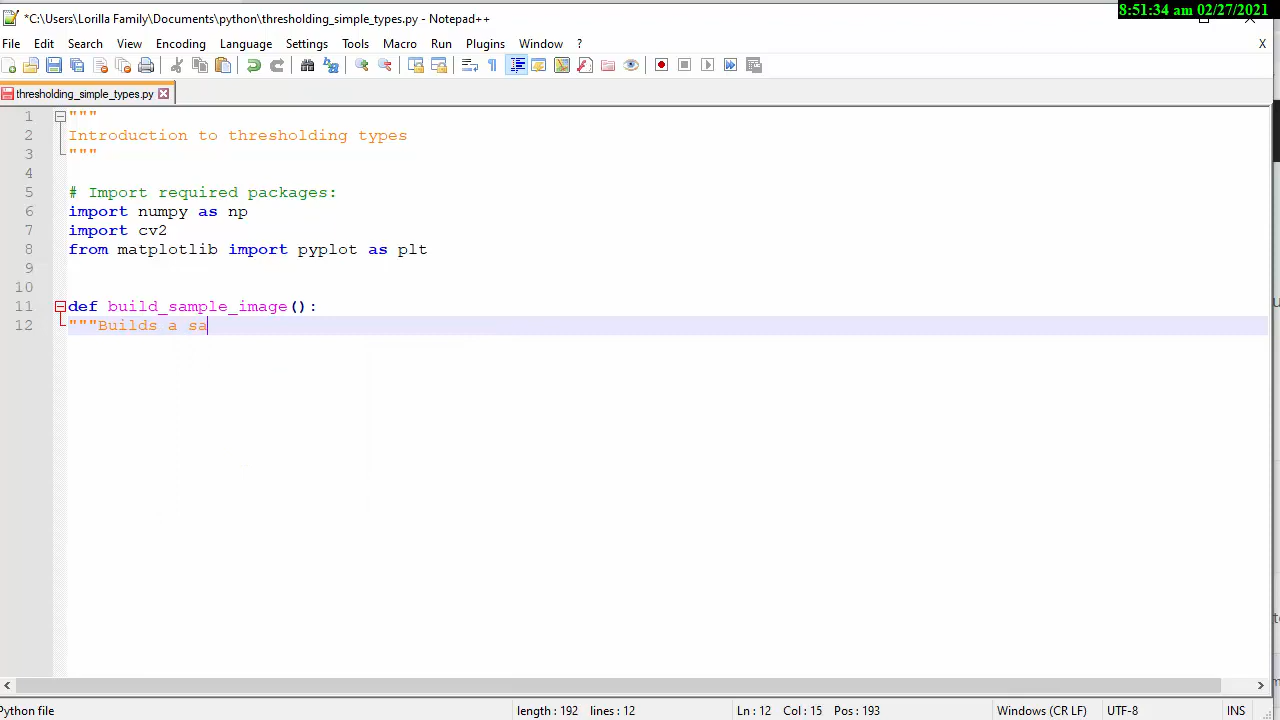 8:51:34 am 02/27/2021
*C:\Users\Lorilla Family\Documents\python\thresholding_simple_types.py - Notepad++
File Edit Search View Encoding Language Settings Tools Macro Run Plugins Window ? X
thresholding_simple_types.py
1 """
2 Introduction to thresholding types
3 """
4
5 # Import required packages:
6 import numpy as np
7 import cv2
8 from matplotlib import pyplot as plt
9
10
11 def build_sample_image():
12 """Builds a sa
Python file length : 192 lines : 12 Ln : 12 Col : 15 Pos : 193 Windows (CR LF) UTF-8 INS